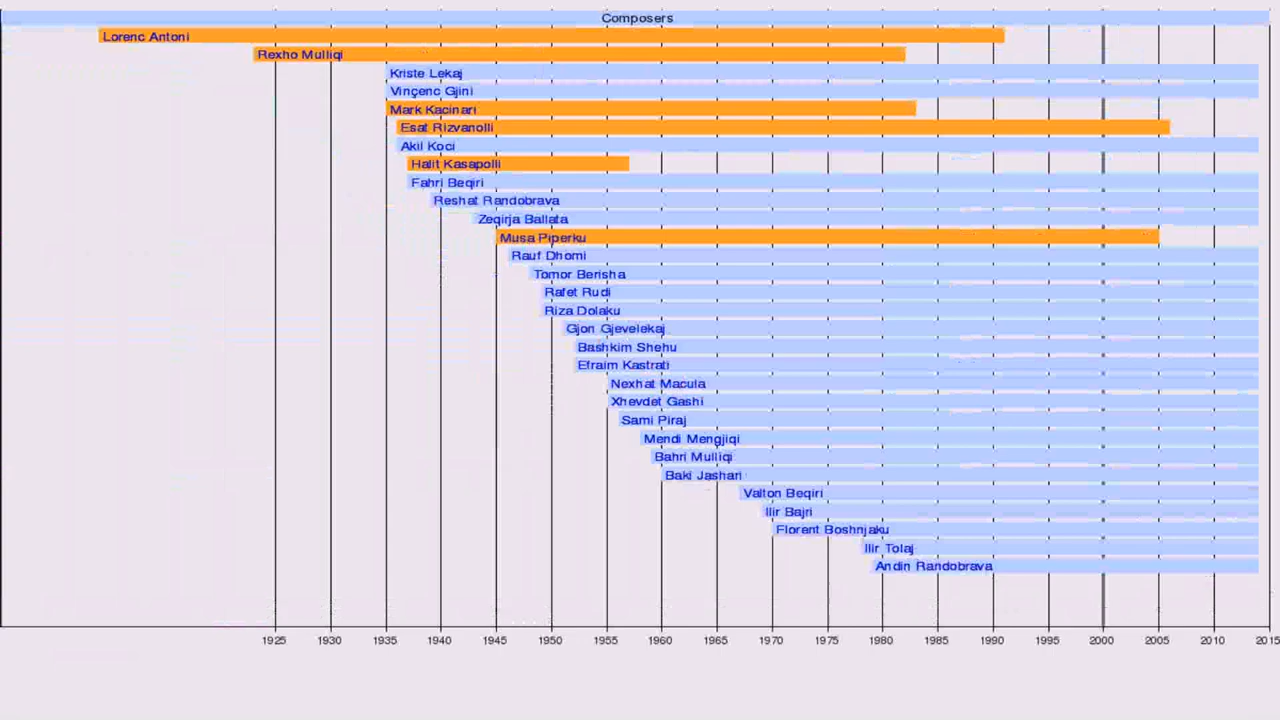 Composers
Lorenc Antoni
Rexho Mulliqi
Kriste Lekaj
Vinçenc Gjini
Mark Kacinari
Esat Rizvanolli
Akil Koci
Halit Kasapolli
Fahri Beqiri
Reshat Randobrava
Zeqirja Ballata
Musa Piperku
Rauf Dhomi
Tomor Berisha
Rafet Rudi
Riza Dolaku
Gjon Gjevelekaj
Bashkim Shehu
Efraim Kastrati
Nexhat Macula
Xhevdet Gashi
Sami Piraj
Mendi Mengjiqi
Bahri Mulliqi
Baki Jashari
Valton Beqiri
Ilir Bajri
Florent Boshnjaku
Ilir Tolaj
Andin Randobrava
1925 1930 1935 1940 1945 1950 1955 1960 1965 1970 1975 1980 1985 1990 1995 2000 2005 2010 2015